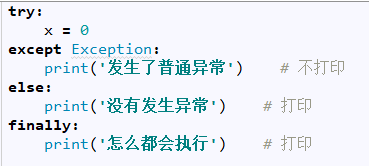 try:
    x = 0
except Exception:
    print('发生了普通异常')    # 不打印
else:
    print('没有发生异常')    # 打印
finally:
    print('怎么都会执行')    # 打印